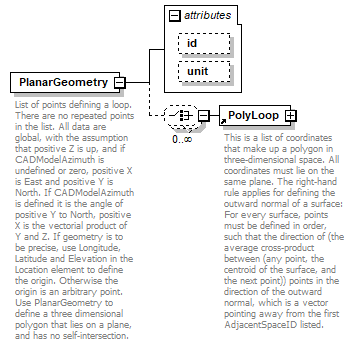 attributes
id
unit
PlanarGeometry
List of points defining a loop.
There are no repeated points
in the list. All data are
global, with the assumption
that positive Z is up, and if
CADModelAzimuth is
undefined or zero, positive X
is East and positive Y is
North. If CADModelAzimuth
is defined it is the angle of
positive Y to North, positive
X is the vectorial product of
Y and Z. If geometry is to
be precise, use Longitude,
Latitude and Elevation in the
Location element to define
the origin. Otherwise the
origin is an arbitrary point.
Use PlanarGeometry to
define a three dimensional
polygon that lies on a plane,
and has no self-intersection.
0..∞
PolyLoop
This is a list of coordinates
that make up a polygon in
three-dimensional space. All
coordinates must lie on the
same plane. The right-hand
rule applies for defining the
outward normal of a surface:
For every surface, points
must be defined in order,
such that the direction of (the
average cross-product
between (any point, the
centroid of the surface, and
the next point)) points in the
direction of the outward
normal, which is a vector
pointing away from the first
AdjacentSpaceID listed.